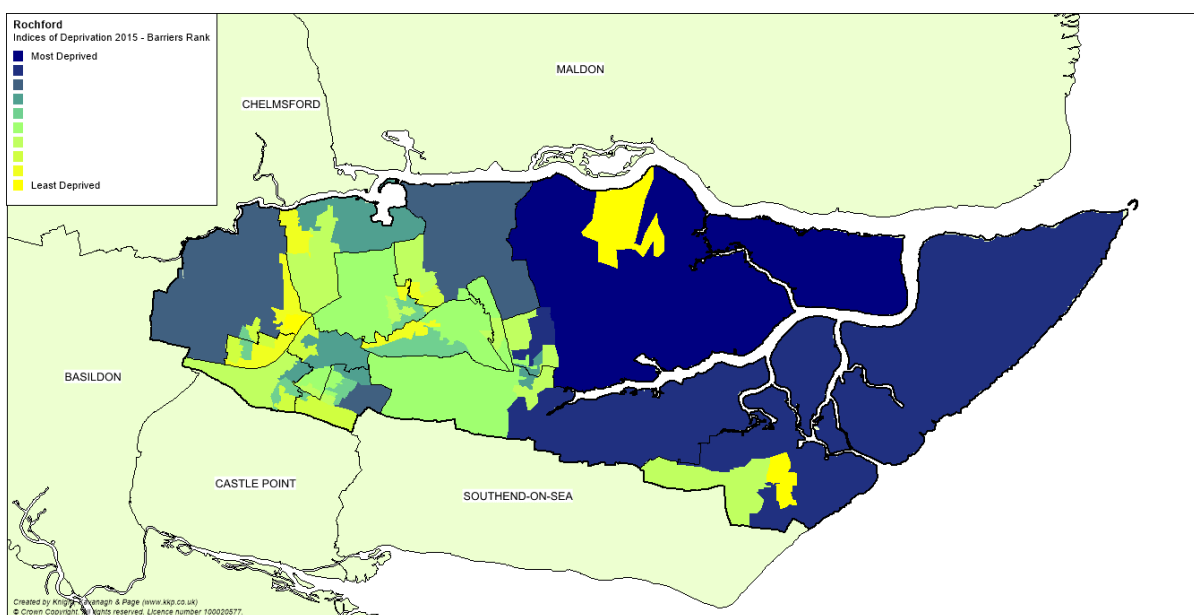 Rochford
Indices of Deprivation 2015 - Barriers Rank
Most Deprived
Least Deprived
MALDON
CHELMSFORD
BASILDON
CASTLE POINT
SOUTHEND-ON-SEA
Created by Knight, Kavanagh & Page (www.kkp.co.uk)
© Crown Copyright. All rights reserved. Licence number 100020577.